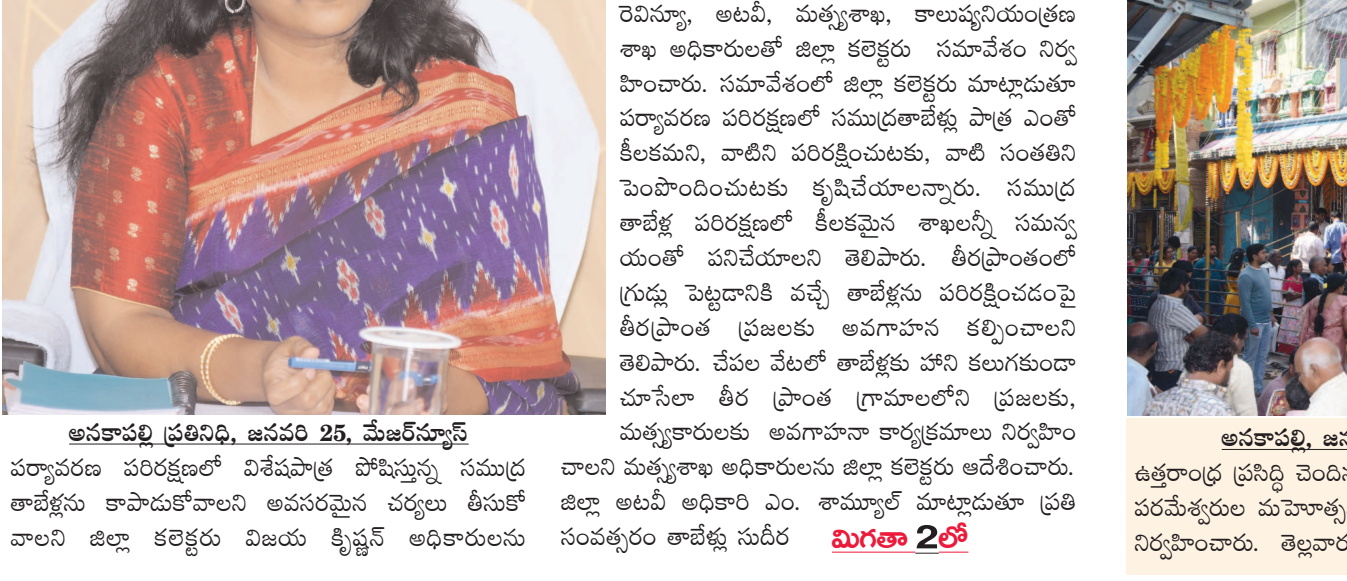 అనకాపల్లి ప్రతినిధి, జనవరి 25, మేజర్‌న్యూస్
పర్యావరణ పరిరక్షణలో విశేషపాత్ర పోషిస్తున్న సముద్ర
తాబేళ్లను కాపాడుకోవాలని అవసరమైన చర్యలు తీసుకో
వాలని జిల్లా కలెక్టరు విజయ క్రిష్ణన్ అధికారులను
రెవిన్యూ, అటవీ, మత్స్యశాఖ, కాలుష్యనియంత్రణ
శాఖ అధికారులతో జిల్లా కలెక్టరు సమావేశం నిర్వ
హించారు. సమావేశంలో జిల్లా కలెక్టరు మాట్లాడుతూ
పర్యావరణ పరిరక్షణలో సముద్రతాబేళ్లు పాత్ర ఎంతో
కీలకమని, వాటిని పరిరక్షించుటకు, వాటి సంతతిని
పెంపొందించుటకు కృషిచేయాలన్నారు. సముద్ర
తాబేళ్ల పరిరక్షణలో కీలకమైన శాఖలన్నీ సమన్వ
యంతో పనిచేయాలని తెలిపారు. తీరప్రాంతంలో
గ్రుడ్లు పెట్టడానికి వచ్చే తాబేళ్లను పరిరక్షించడంపై
తీరప్రాంత ప్రజలకు అవగాహన కల్పించాలని
తెలిపారు. చేపల వేటలో తాబేళ్లకు హాని కలుగకుండా
చూసేలా తీర ప్రాంత గ్రామాలలోని ప్రజలకు,
మత్స్యకారులకు అవగాహనా కార్యక్రమాలు నిర్వహిం
చాలని మత్స్యశాఖ అధికారులను జిల్లా కలెక్టరు ఆదేశించారు.
జిల్లా అటవీ అధికారి ఎం. శామ్యూల్ మాట్లాడుతూ ప్రతి
సంవత్సరం తాబేళ్లు సుదీర మిగతా 2లో
అనకాపల్లి,
ఉత్తరాంధ్ర ప్రసిద్ధి
పరమేశ్వరుల
నిర్వహించారు.